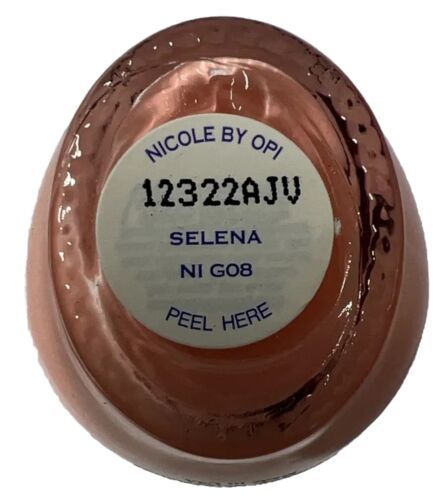 NICOLE BY OPI
12322AJV
SELENA
NI G08
PEEL HERE